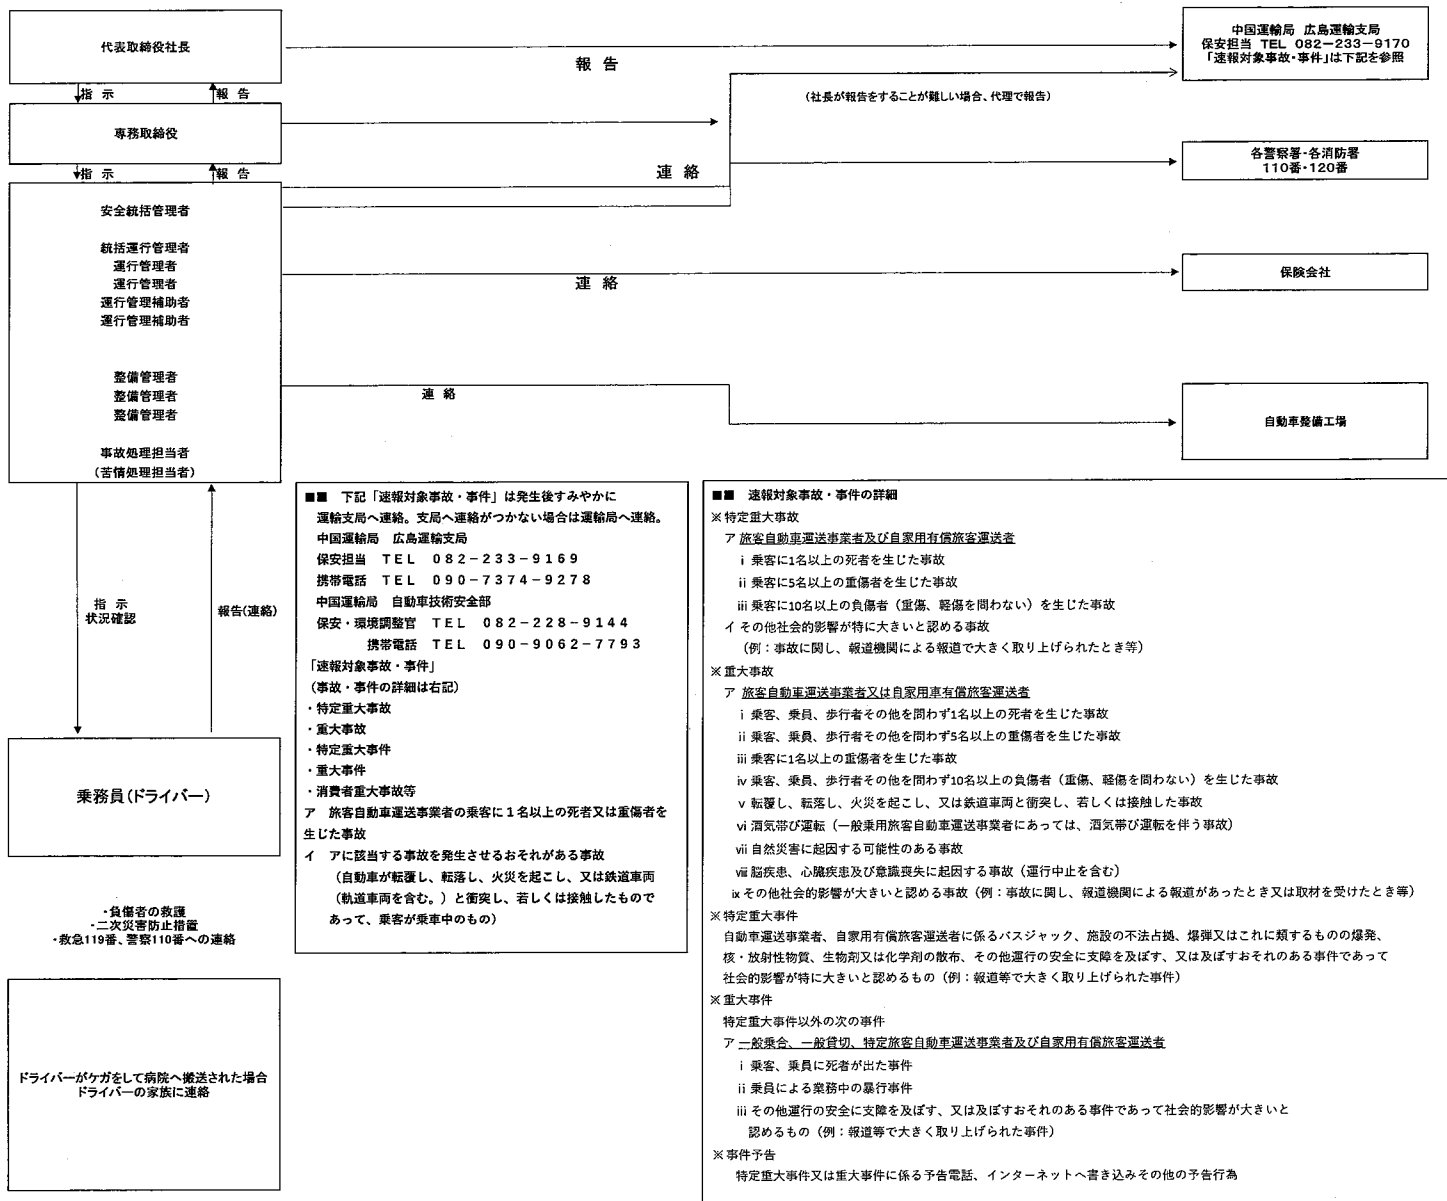 代表取締役社長
報 告
中国運輸局 広島運輸支局
保安担当 TEL 082-233-9170
「速報対象事故・事件」は下記を参照
(社長が報告をすることが難しい場合、代理で報告)
指 示
報 告
専務取締役
指 示
報 告
連 絡
各警察署・各消防署
110番・120番
安全統括管理者
統括運行管理者
運行管理者
運行管理者
運行管理補助者
運行管理補助者
整備管理者
整備管理者
整備管理者
事故処理担当者
(苦情処理担当者)
連 絡
保険会社
連 絡
自動車整備工場
指 示
状況確認
報告(連絡)
乗務員(ドライバー)
・負傷者の救護
・二次災害防止措置
・救急119番、警察110番への連絡
ドライバーがケガをして病院へ搬送された場合
ドライバーの家族に連絡
■■ 下記「速報対象事故・事件」は発生後すみやかに
運輸支局へ連絡。支局へ連絡がつかない場合は運輸局へ連絡。
中国運輸局 広島運輸支局
保安担当 TEL 082-233-9169
携帯電話 TEL 090-7374-9278
中国運輸局 自動車技術安全部
保安・環境調整官 TEL 082-228-9144
携帯電話 TEL 090-9062-7793
「速報対象事故・事件」
(事故・事件の詳細は右記)
・特定重大事故
・重大事故
・特定重大事件
・重大事件
・消費者重大事故等
ア 旅客自動車運送事業者の乗客に1名以上の死者又は重傷者を
生じた事故
イ アに該当する事故を発生させるおそれがある事故
(自動車が転覆し、転落し、火災を起こし、又は鉄道車両
(軌道車両を含む。)と衝突し、若しくは接触したもので
あって、乗客が乗車中のもの)
■■ 速報対象事故・事件の詳細
※特定重大事故
ア 旅客自動車運送事業者及び自家用有償旅客運送者
i 乗客に1名以上の死者を生じた事故
ii 乗客に5名以上の重傷者を生じた事故
iii 乗客に10名以上の負傷者(重傷、軽傷を問わない)を生じた事故
イ その他社会的影響が特に大きいと認める事故
(例:事故に関し、報道機関による報道で大きく取り上げられたとき等)
※重大事故
ア 旅客自動車運送事業者又は自家用車有償旅客運送者
i 乗客、乗員、歩行者その他を問わず1名以上の死者を生じた事故
ii 乗客、乗員、歩行者その他を問わず5名以上の重傷者を生じた事故
iii 乗客に1名以上の重傷者を生じた事故
iv 乗客、乗員、歩行者その他を問わず10名以上の負傷者(重傷、軽傷を問わない)を生じた事故
v 転覆し、転落し、火災を起こし、又は鉄道車両と衝突し、若しくは接触した事故
vi 酒気帯び運転(一般乗用旅客自動車運送事業者にあっては、酒気帯び運転を伴う事故)
vii 自然災害に起因する可能性のある事故
viii 脳疾患、心臓疾患及び意識喪失に起因する事故(運行中止を含む)
ix その他社会的影響が大きいと認める事故(例:事故に関し、報道機関による報道があったとき又は取材を受けたとき等)
※特定重大事件
自動車運送事業者、自家用有償旅客運送者に係るバスジャック、施設の不法占拠、爆弾又はこれに類するものの爆発、
核・放射性物質、生物剤又は化学剤の散布、その他運行の安全に支障を及ぼす、又は及ぼすおそれのある事件であって
社会的影響が特に大きいと認めるもの(例:報道等で大きく取り上げられた事件)
※重大事件
特定重大事件以外の次の事件
ア 一般乗合、一般貸切、特定旅客自動車運送事業者及び自家用有償旅客運送者
i 乗客、乗員に死者が出た事件
ii 乗員による業務中の暴行事件
iii その他運行の安全に支障を及ぼす、又は及ぼすおそれのある事件であって社会的影響が大きいと
認めるもの(例:報道等で大きく取り上げられた事件)
※事件予告
特定重大事件又は重大事件に係る予告電話、インターネットへ書き込みその他の予告行為